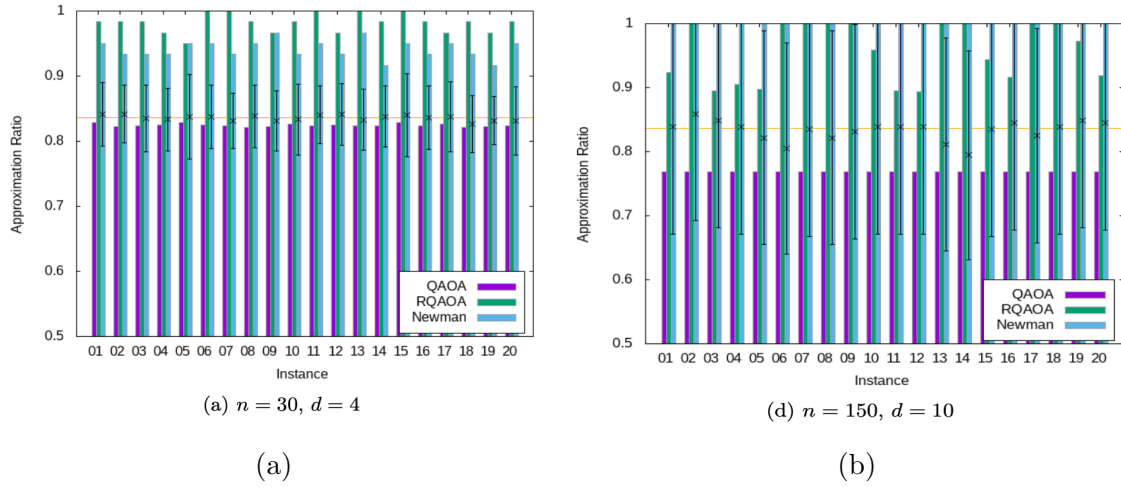 1
0.9
0.8
0.7
0.6
0.5
Approximation Ratio
QAOA
RQAOA
Newman
01 02 03 04 05 06 07 08 09 10 11 12 13 14 15 16 17 18 19 20
Instance
(a) n = 30, d = 4
(a)
1
0.9
0.8
0.7
0.6
0.5
Approximation Ratio
QAOA
RQAOA
Newman
01 02 03 04 05 06 07 08 09 10 11 12 13 14 15 16 17 18 19 20
Instance
(d) n = 150, d = 10
(b)